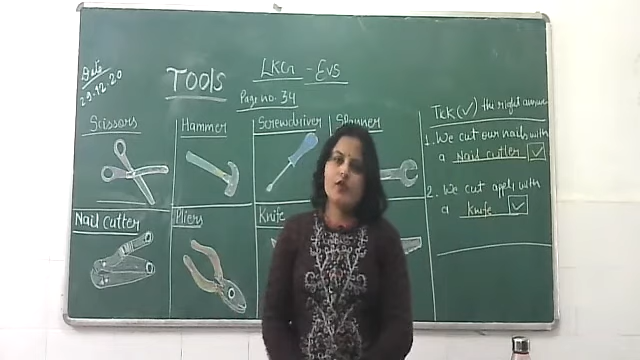 Date
29.12.20
Tools
LKG - EVS
Page no. 34
Scissors
Hammer
Screwdriver
Spanner
Nail Cutter
Pliers
Knife
Tick (✓) the right answer
1. We cut our nails with
a Nail cutter ✓
2. We cut apple with
a Knife ✓